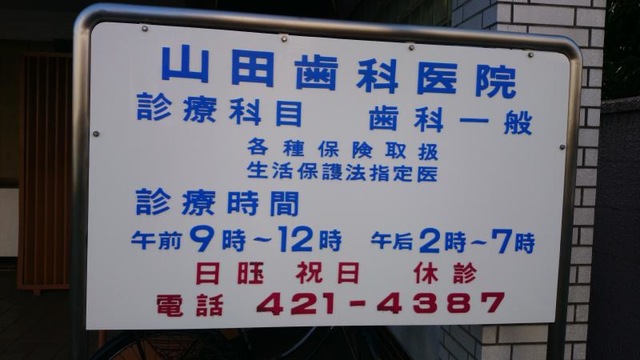 山田歯科医院
診療科目 歯科一般
各種保険取扱
生活保護法指定医
診療時間
午前9時〜12時 午后2時〜7時
日旺 祝日 休診
電話 421-4387